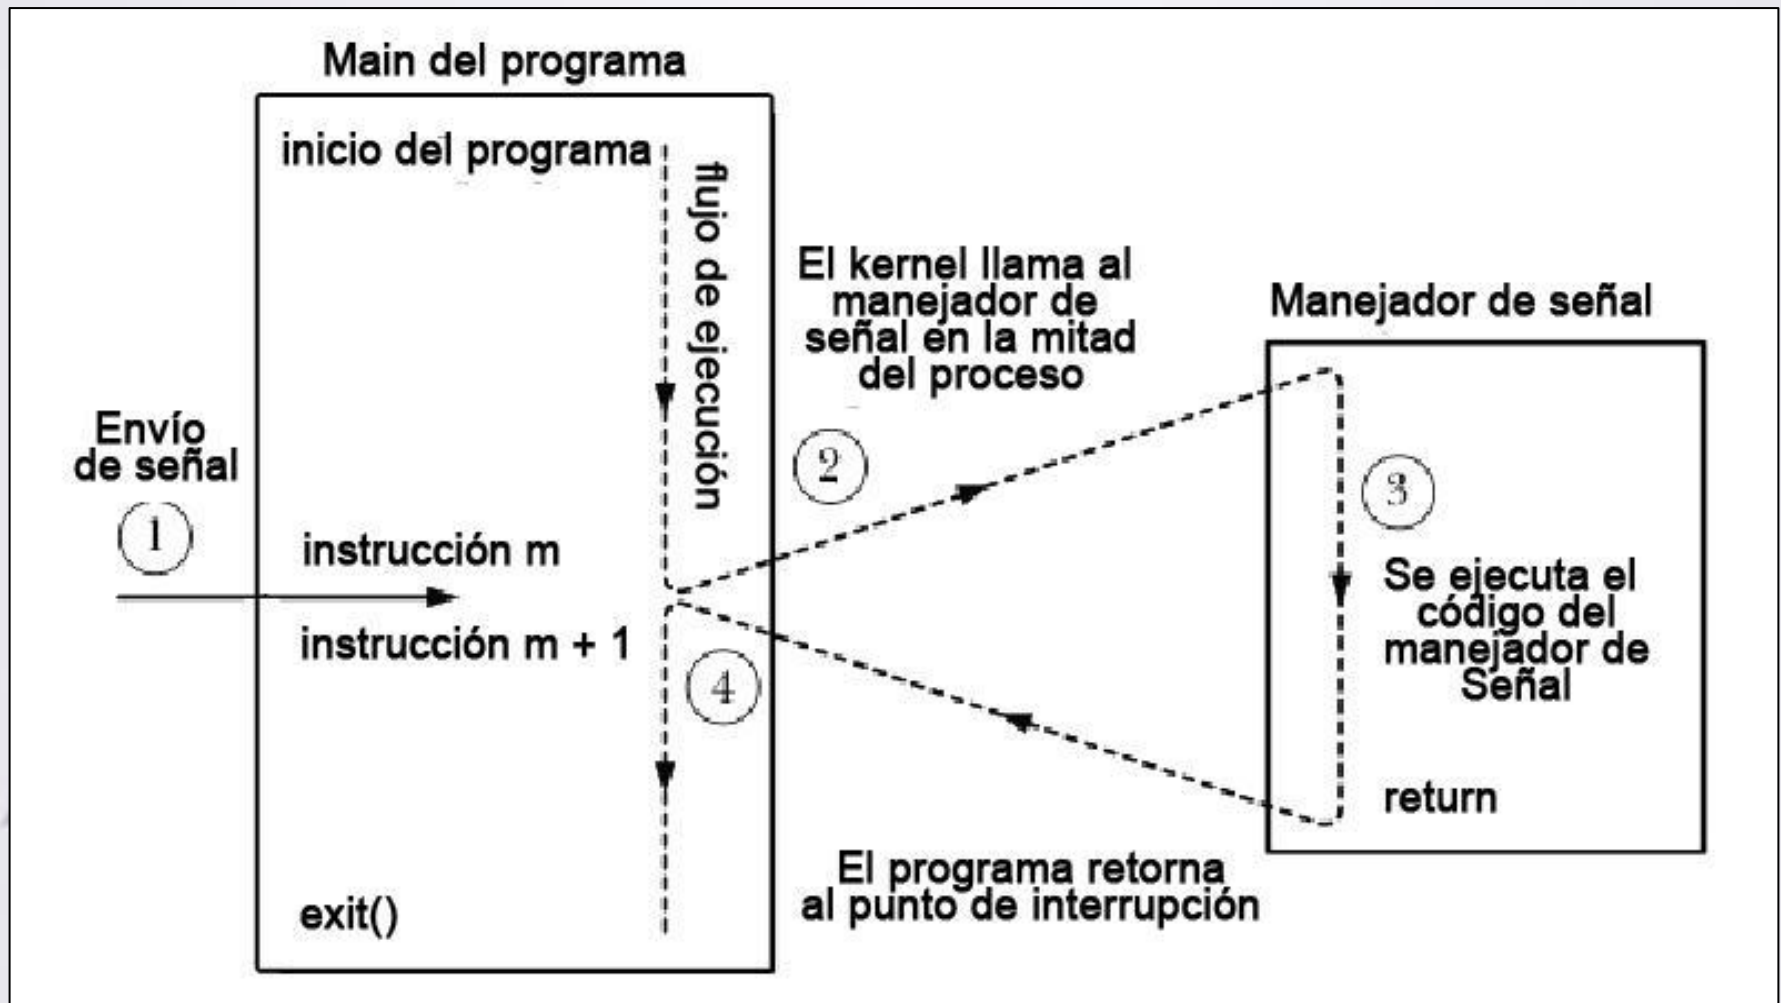 Main del programa
inicio del programa
flujo de ejecución
El kernel llama al
manejador de
señal en la mitad
del proceso
Manejador de señal
Envío
de señal
1
2
3
instrucción m
instrucción m + 1
4
Se ejecuta el
código del
manejador de
Señal
return
El programa retorna
al punto de interrupción
exit()